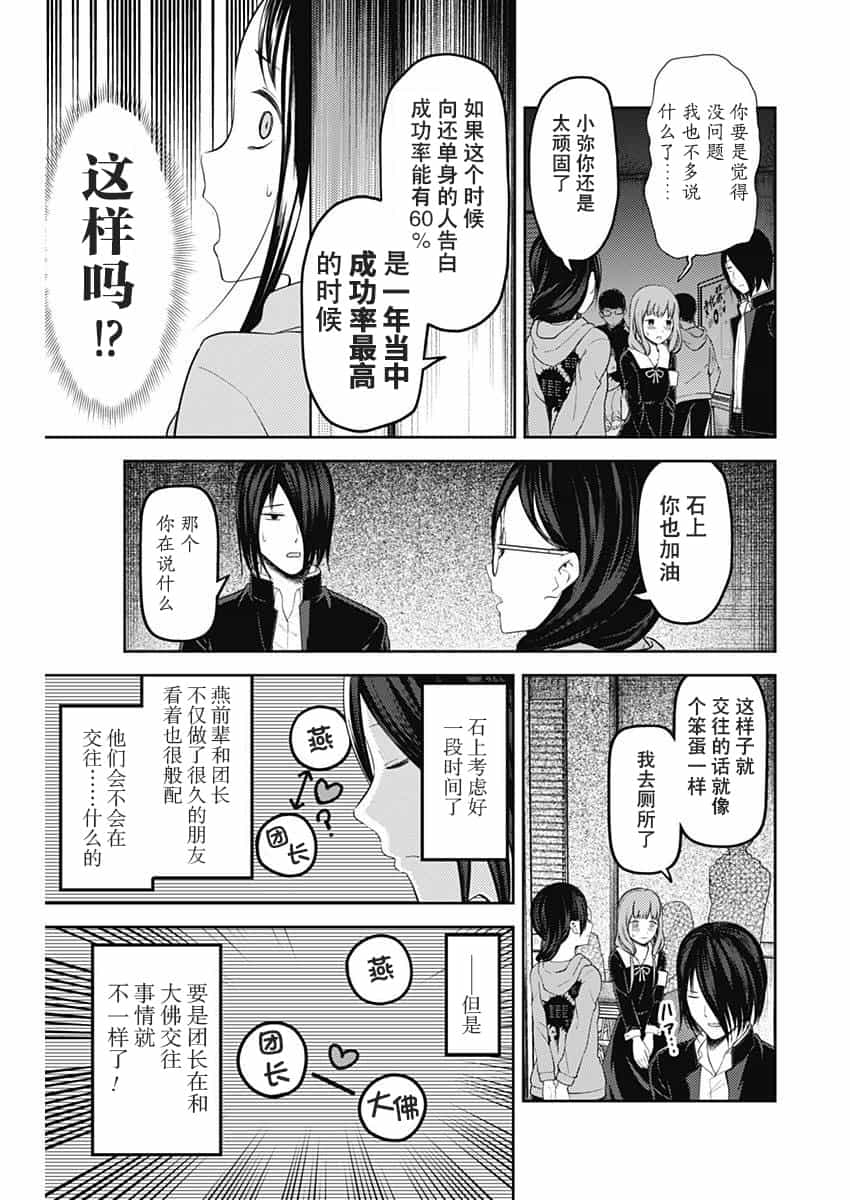 你要是觉得
没问题
我也不多说
什么了……
小弥你还是
太顽固了
如果这个时候
向还单身的人告白
成功率能有60%
是一年当中
成功率最高
的时候
这样吗!?
石上
你也加油
那个
你在说什么
这样子就
交往的话就像
个笨蛋一样
我去厕所了
ハァ…
石上考虑好
一段时间了
燕
团长
?
燕前辈和团长
不仅做了很久的朋友
看着也很般配
他们会不会在
交往……什么的
——但是
燕
团长
大佛
要是团长在和
大佛交往
事情就
不一样了!